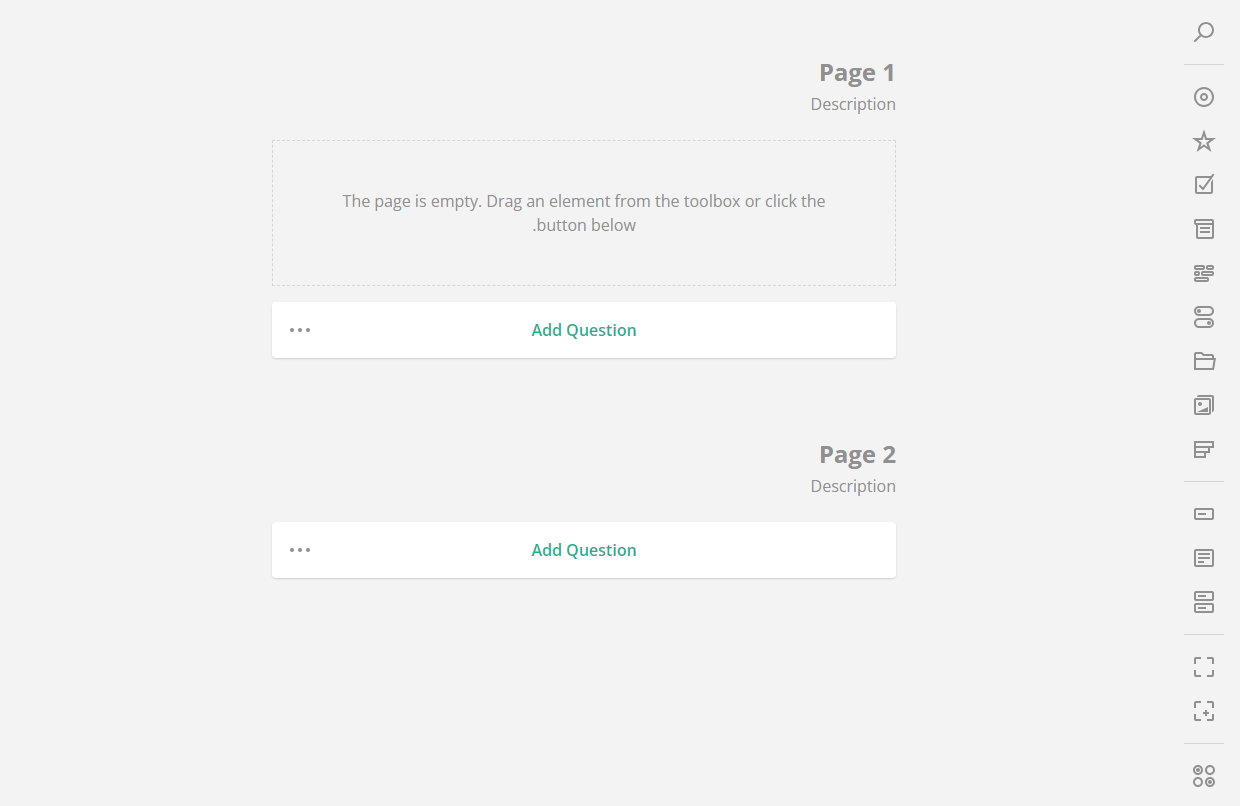 Page 1
Description
The page is empty. Drag an element from the toolbox or click the
.button below
Add Question
Page 2
Description
Add Question